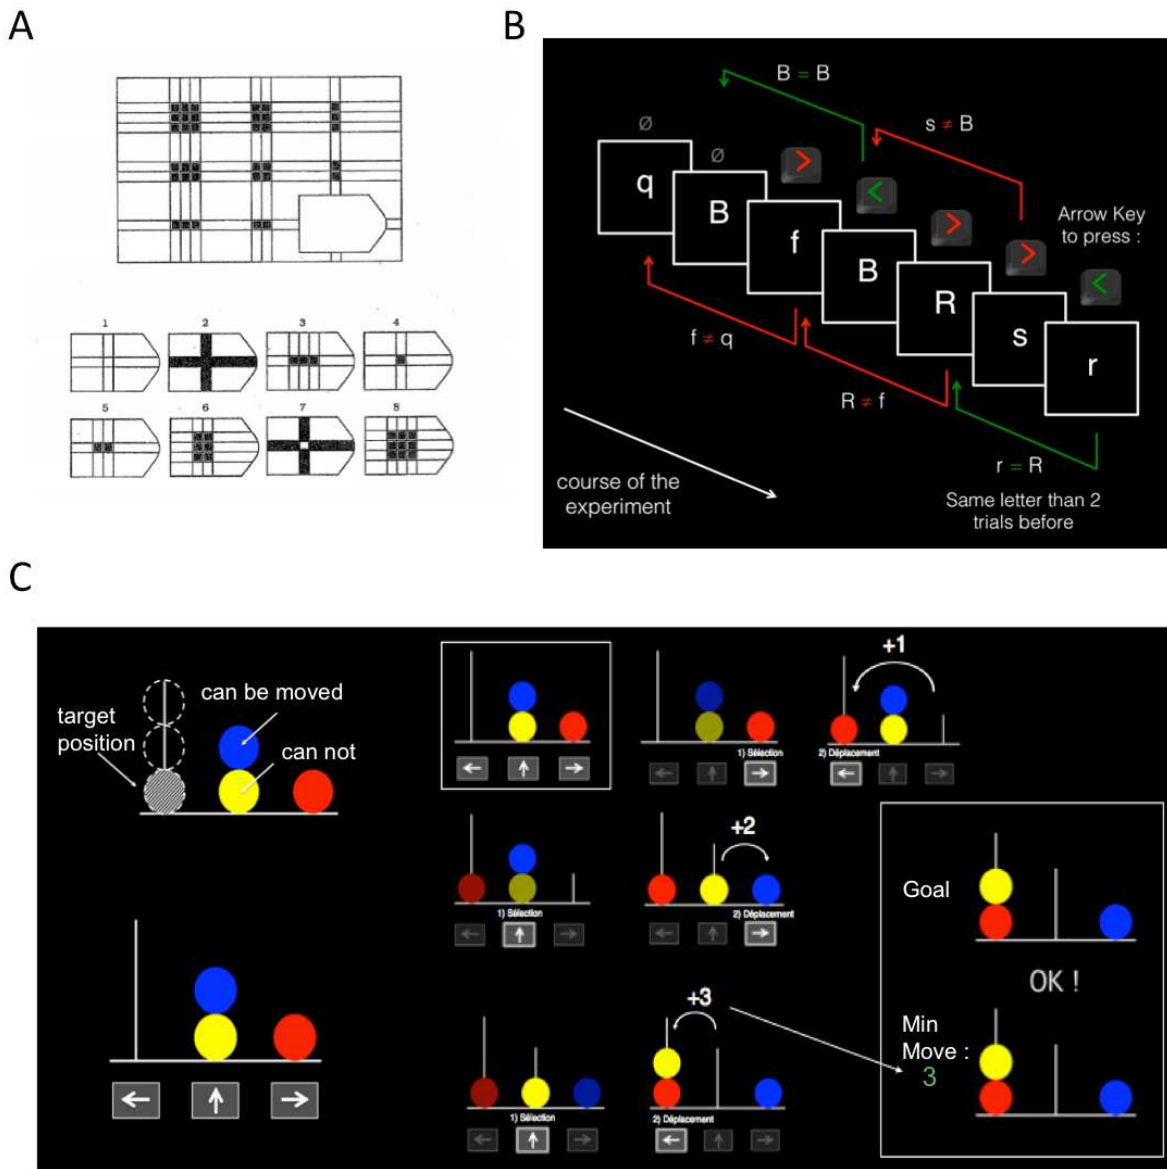 A
1 2 3 4
5 6 7 8
B
B = B
s ≠ B
Ø
q
Ø
B
>
f
<
B
>
R
>
s
<
r
Arrow Key
to press :
f ≠ q
R ≠ f
r = R
Same letter than 2
trials before
course of the
experiment
C
target
position
can be moved
can not
← ↑ →
← ↑ →
1) Sélection
← ↑ →
+1
2) Déplacement
← ↑ →
1) Sélection
← ↑ →
+2
2) Déplacement
← ↑ →
1) Sélection
← ↑ →
+3
2) Déplacement
← ↑ →
Goal
OK !
Min
Move :
3